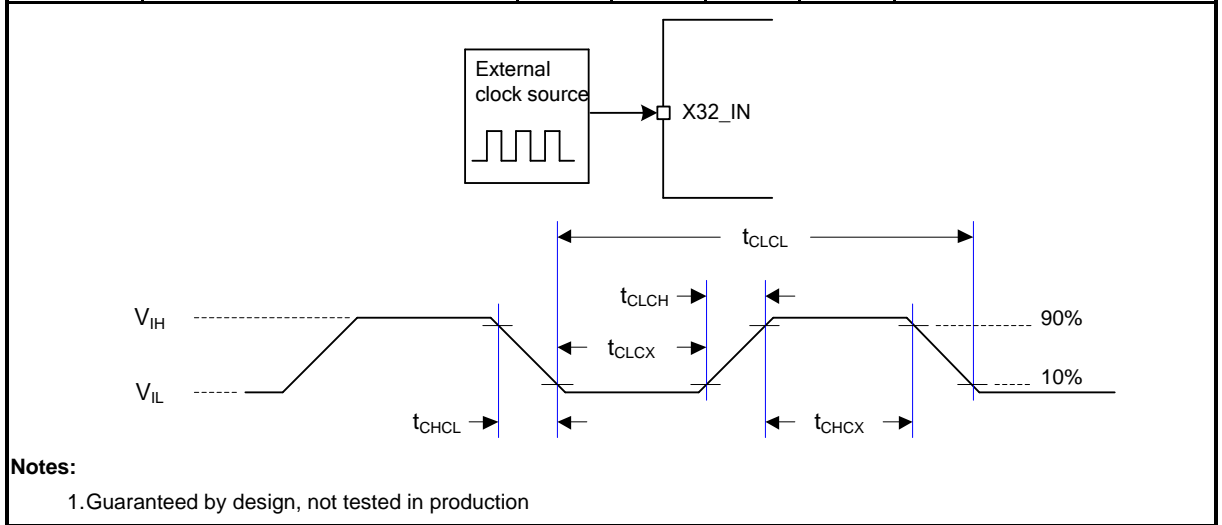 External
clock source
X32_IN
tCLCL
tCLCH
VIH
90%
tCLCX
VIL
10%
tCHCL
tCHCX
Notes:
1.Guaranteed by design, not tested in production